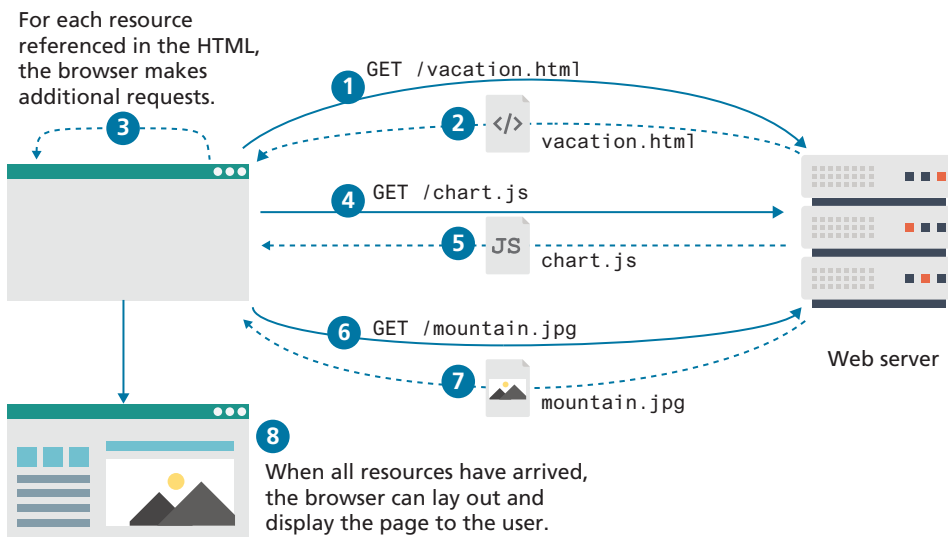 For each resource
referenced in the HTML,
the browser makes
additional requests.
3
1
GET /vacation.html
2
</>
vacation.html
4
GET /chart.js
5
JS
chart.js
6
GET /mountain.jpg
7
mountain.jpg
Web server
8
When all resources have arrived,
the browser can lay out and
display the page to the user.